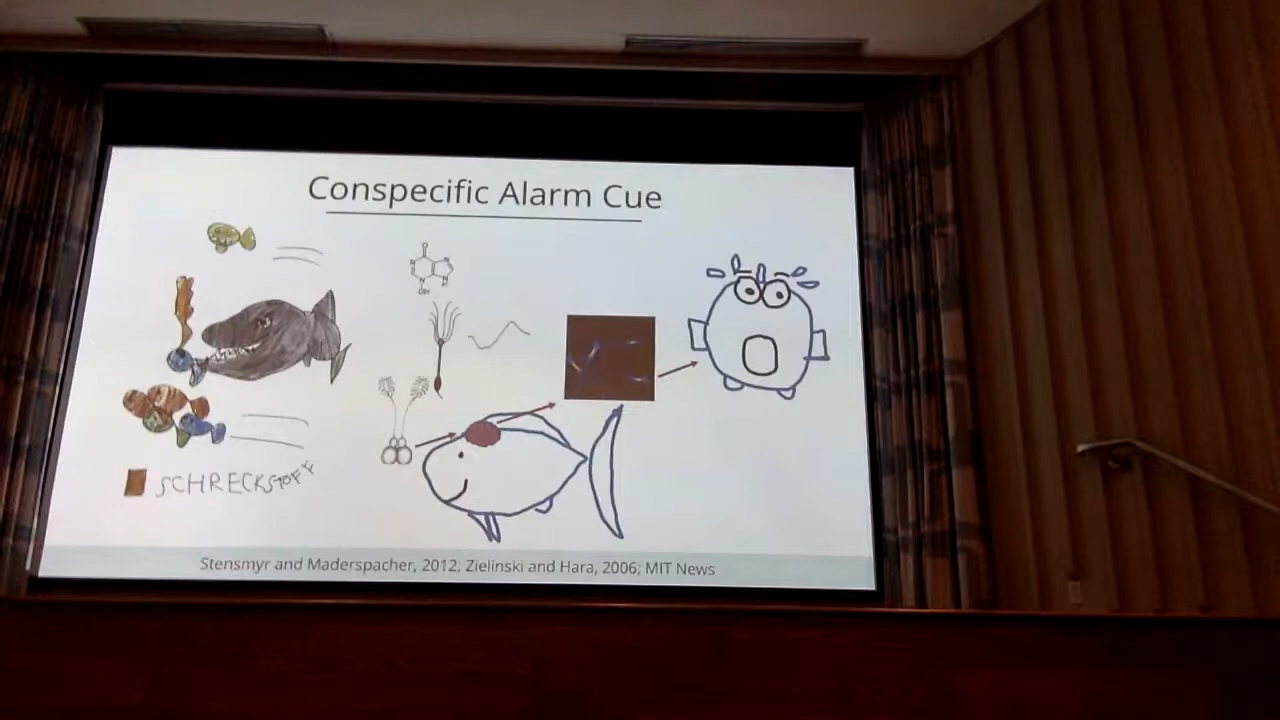 Conspecific Alarm Cue
SCHRECKSTOFF
Stensmyr and Maderspacher, 2012, Zielinski and Hara, 2006, MIT News